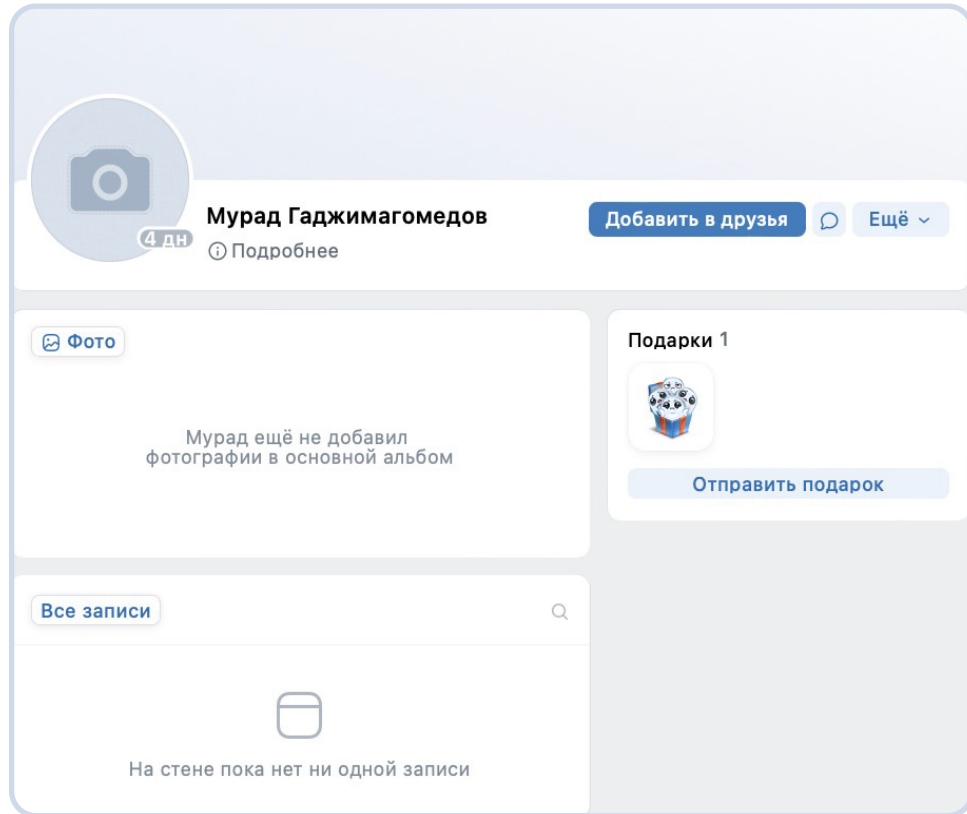 4 дн
Мурад Гаджимагомедов
Подробнее
Добавить в друзья
Ещё
Фото
Мурад ещё не добавил
фотографии в основной альбом
Подарки 1
Отправить подарок
Все записи
На стене пока нет ни одной записи